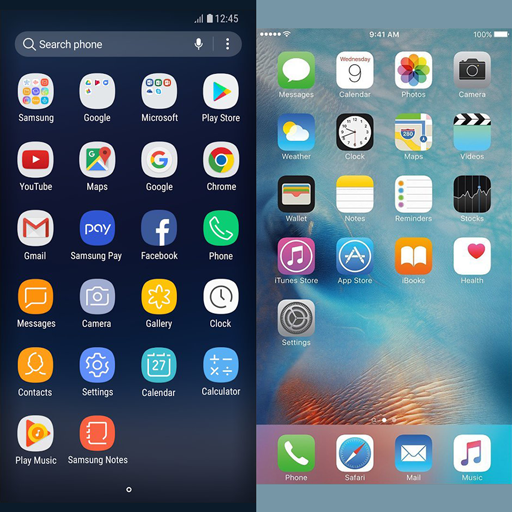 12:45
Search phone
Samsung Google Microsoft Play Store
YouTube Maps Google Chrome
pay
Gmail Samsung Pay Facebook Phone
Messages Camera Gallery Clock
27
Contacts Settings Calendar Calculator
Play Music Samsung Notes
9:41 AM 100%
Wednesday
9
Messages Calendar Photos Camera
280
Weather Clock Maps Videos
Wallet Notes Reminders Stocks
iTunes Store App Store iBooks Health
Settings
Phone Safari Mail Music